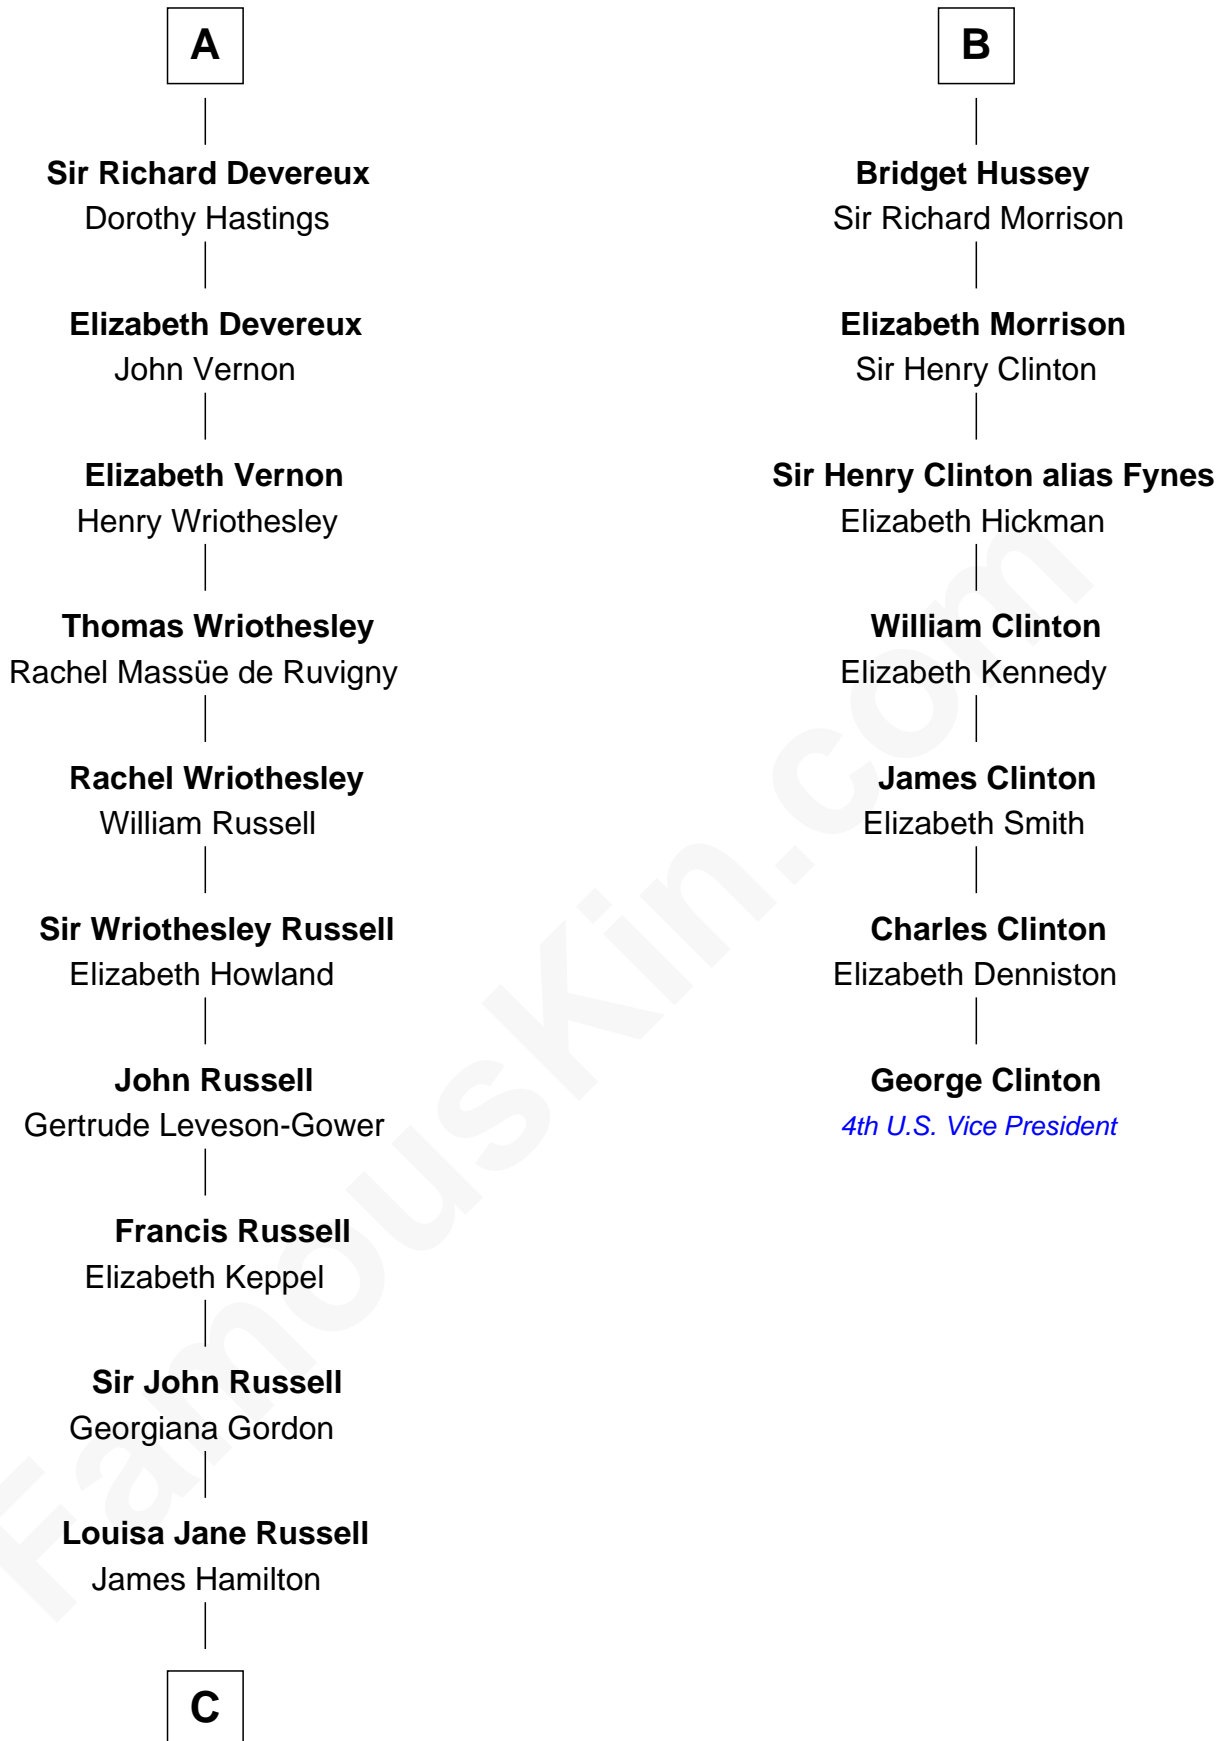 A
Sir Richard Devereux
Dorothy Hastings
Elizabeth Devereux
John Vernon
Elizabeth Vernon
Henry Wriothesley
Thomas Wriothesley
Rachel Massüe de Ruvigny
Rachel Wriothesley
William Russell
Sir Wriothesley Russell
Elizabeth Howland
John Russell
Gertrude Leveson-Gower
Francis Russell
Elizabeth Keppel
Sir John Russell
Georgiana Gordon
Louisa Jane Russell
James Hamilton
C
B
Bridget Hussey
Sir Richard Morrison
Elizabeth Morrison
Sir Henry Clinton
Sir Henry Clinton alias Fynes
Elizabeth Hickman
William Clinton
Elizabeth Kennedy
James Clinton
Elizabeth Smith
Charles Clinton
Elizabeth Denniston
George Clinton
4th U.S. Vice President
FamousKin.com